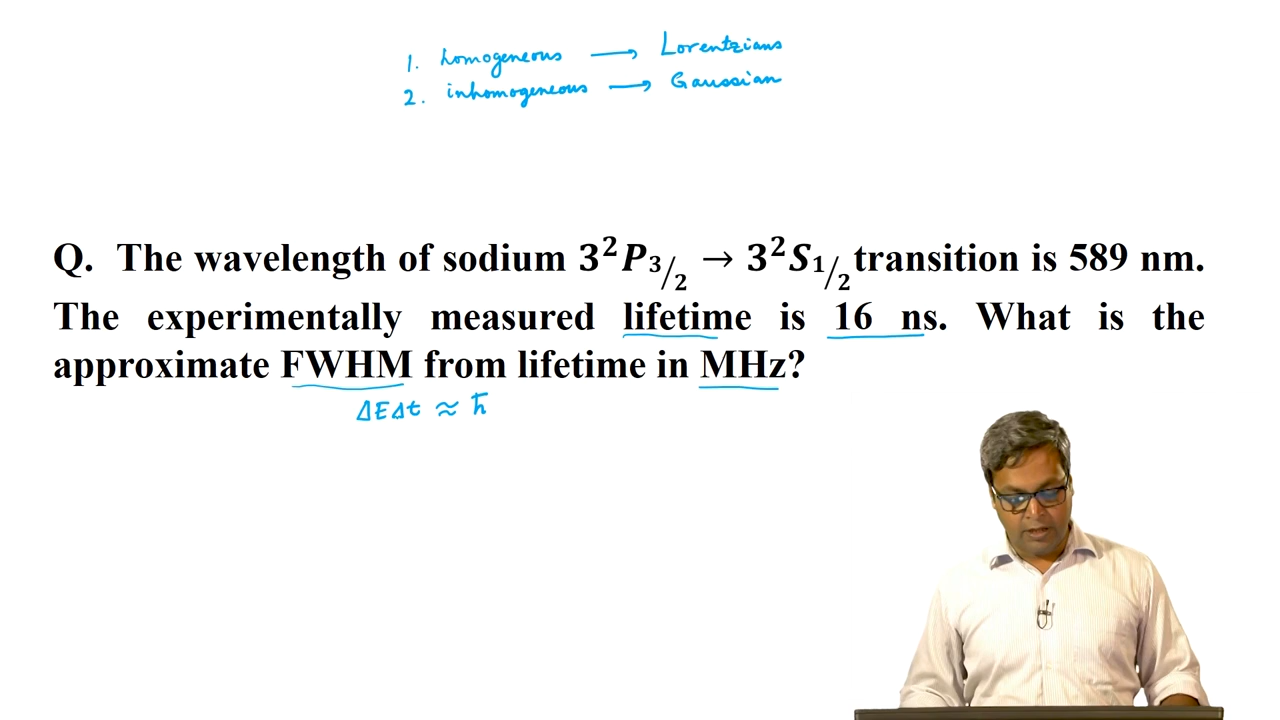 1. homogeneous → Lorentzians
2. inhomogeneous → Gaussian
Q. The wavelength of sodium 3²P₃/₂ → 3²S₁/₂ transition is 589 nm.
The experimentally measured lifetime is 16 ns. What is the
approximate FWHM from lifetime in MHz?
ΔEΔt ≈ ħ